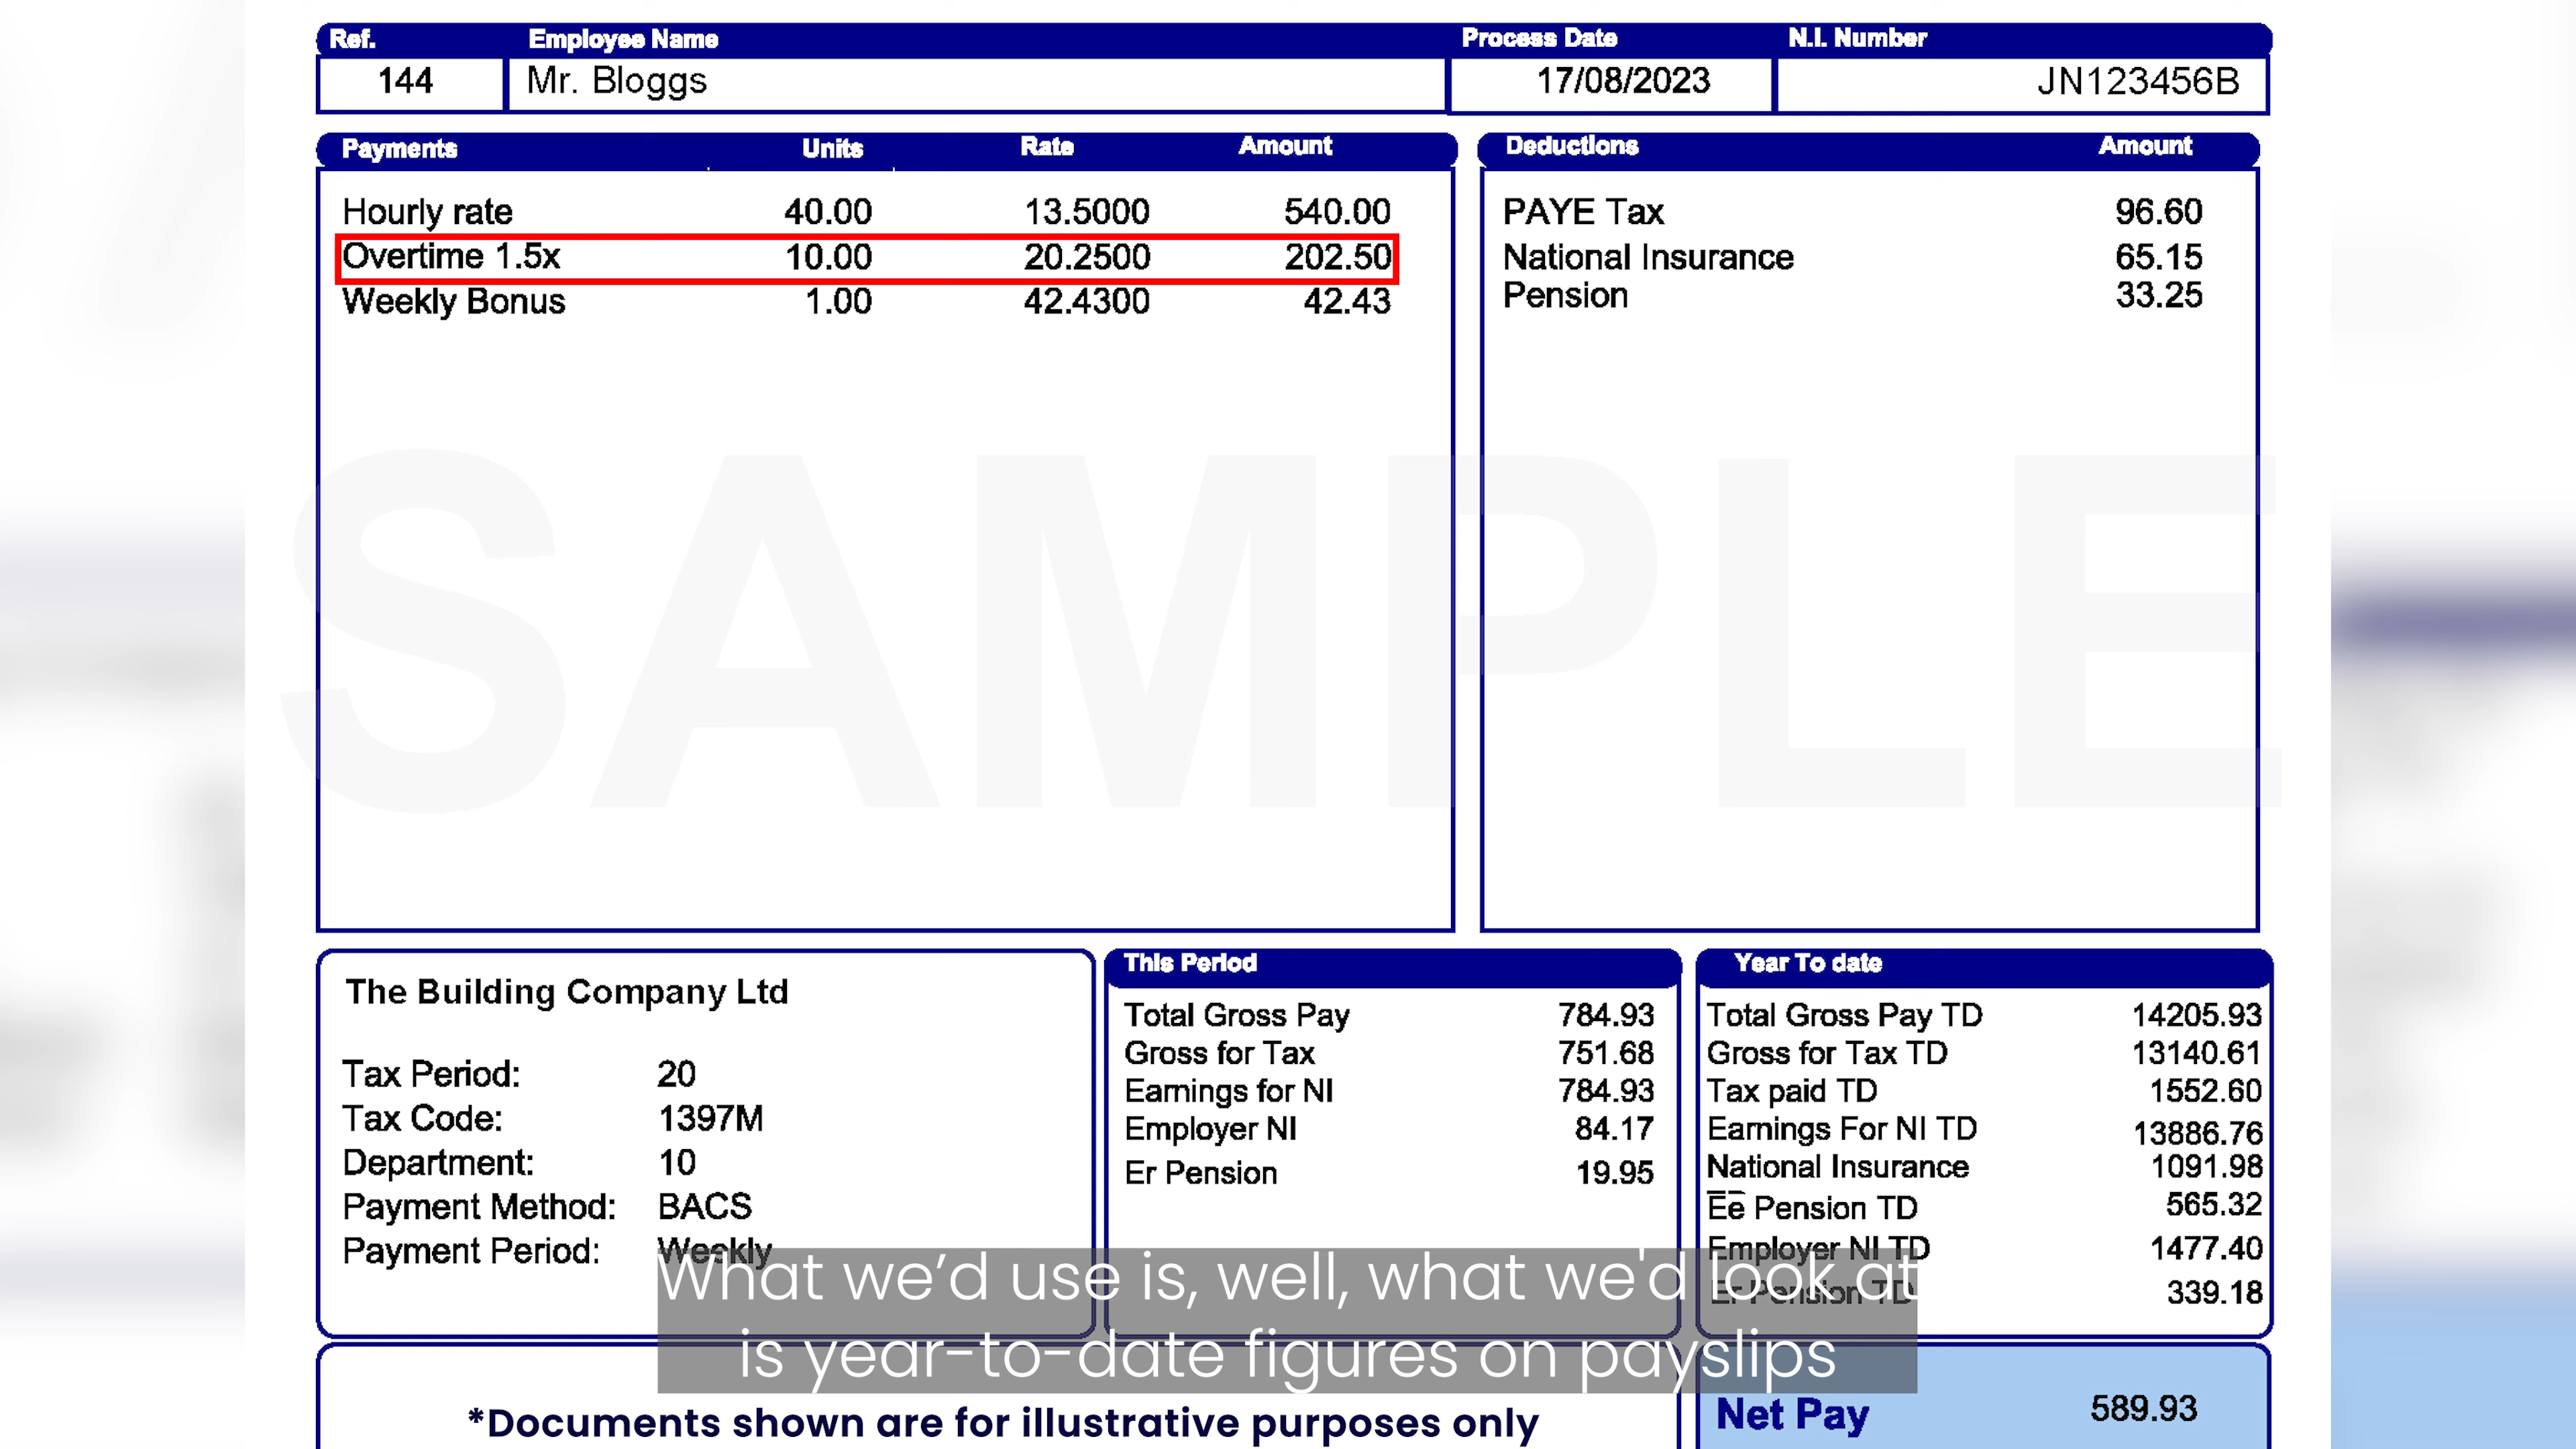 Ref. Employee Name Process Date N.I. Number
144 Mr. Bloggs 17/08/2023 JN123456B
Payments Units Rate Amount Deductions Amount
Hourly rate 40.00 13.5000 540.00 PAYE Tax 96.60
Overtime 1.5x 10.00 20.2500 202.50 National Insurance 65.15
Weekly Bonus 1.00 42.4300 42.43 Pension 33.25
SAMPLE
The Building Company Ltd
Tax Period: 20
Tax Code: 1397M
Department: 10
Payment Method: BACS
Payment Period: Weekly
This Period
Total Gross Pay 784.93
Gross for Tax 751.68
Earnings for NI 784.93
Employer NI 84.17
Er Pension 19.95
Year To date
Total Gross Pay TD 14205.93
Gross for Tax TD 13140.61
Tax paid TD 1552.60
Earnings For NI TD 13886.76
National Insurance 1091.98
Ee Pension TD 565.32
Employer NI TD 1477.40
Er Pension TD 339.18
What we’d use is, well, what we'd look at
is year-to-date figures on payslips
*Documents shown are for illustrative purposes only
Net Pay 589.93